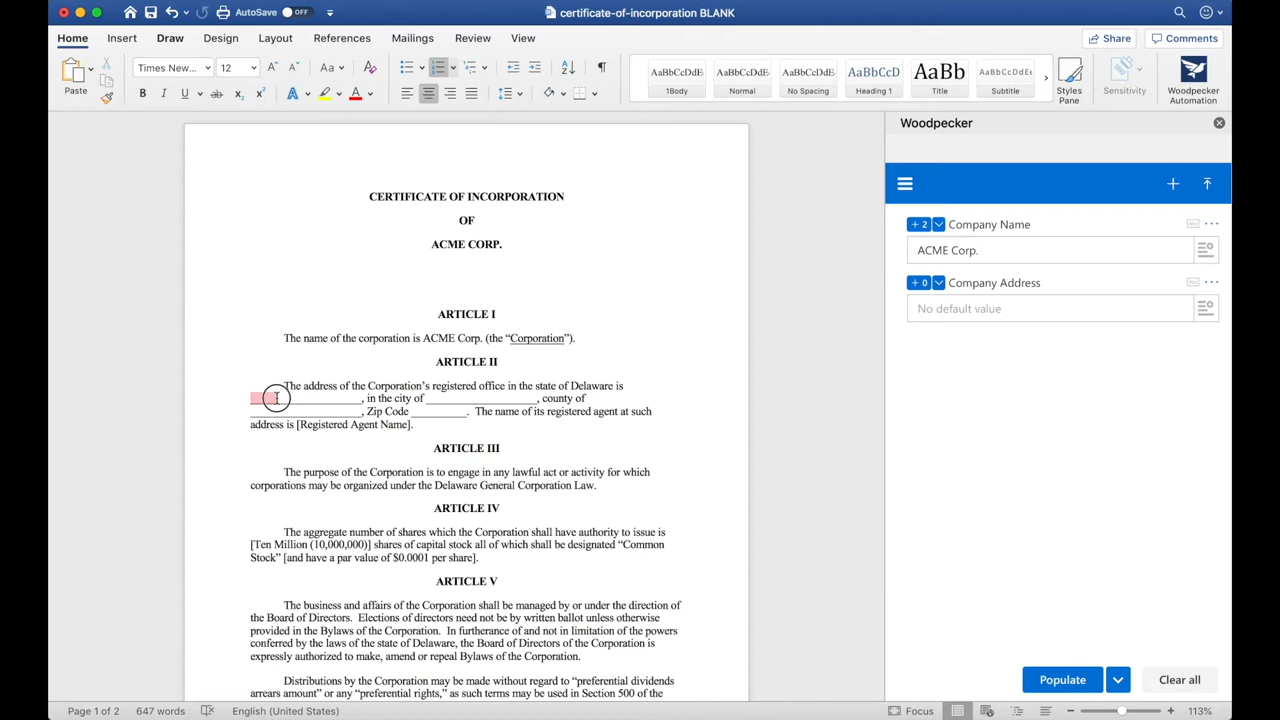 AutoSave OFF
certificate-of-incorporation BLANK
Home Insert Draw Design Layout References Mailings Review View
Share Comments
Paste
Times New... 12
Aa
AaBbCcDdE AaBbCcDdEe AaBbCcDdEe AaBbCcD AaBb AaBbCcDdEe
1Body Normal No Spacing Heading 1 Title Subtitle
Styles Pane
Sensitivity
Woodpecker Automation
CERTIFICATE OF INCORPORATION
OF
ACME CORP.
ARTICLE I
The name of the corporation is ACME Corp. (the “Corporation”).
ARTICLE II
The address of the Corporation’s registered office in the state of Delaware is
____________________, in the city of ____________________, county of
____________________, Zip Code __________. The name of its registered agent at such
address is [Registered Agent Name].
ARTICLE III
The purpose of the Corporation is to engage in any lawful act or activity for which
corporations may be organized under the Delaware General Corporation Law.
ARTICLE IV
The aggregate number of shares which the Corporation shall have authority to issue is
[Ten Million (10,000,000)] shares of capital stock all of which shall be designated “Common
Stock” [and have a par value of $0.0001 per share].
ARTICLE V
The business and affairs of the Corporation shall be managed by or under the direction of
the Board of Directors. Elections of directors need not be by written ballot unless otherwise
provided in the Bylaws of the Corporation. In furtherance of and not in limitation of the powers
conferred by the laws of the state of Delaware, the Board of Directors of the Corporation is
expressly authorized to make, amend or repeal Bylaws of the Corporation.
Distributions by the Corporation may be made without regard to “preferential dividends
arrears amount” or any “preferential rights,” as such terms may be used in Section 500 of the
Woodpecker
+ 2 Company Name
ACME Corp.
+ 0 Company Address
No default value
Populate Clear all
Page 1 of 2 647 words English (United States)
Focus 113%